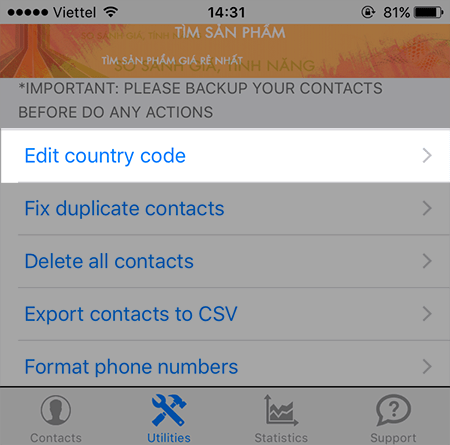 Viettel 14:31 81%
TÌM SẢN PHẨM
SO SÁNH GIÁ, TÍNH NĂNG
TÌM SẢN PHẨM GIÁ RẺ NHẤT
*IMPORTANT: PLEASE BACKUP YOUR CONTACTS
BEFORE DO ANY ACTIONS
Edit country code
Fix duplicate contacts
Delete all contacts
Export contacts to CSV
Format phone numbers
Contacts Utilities Statistics Support